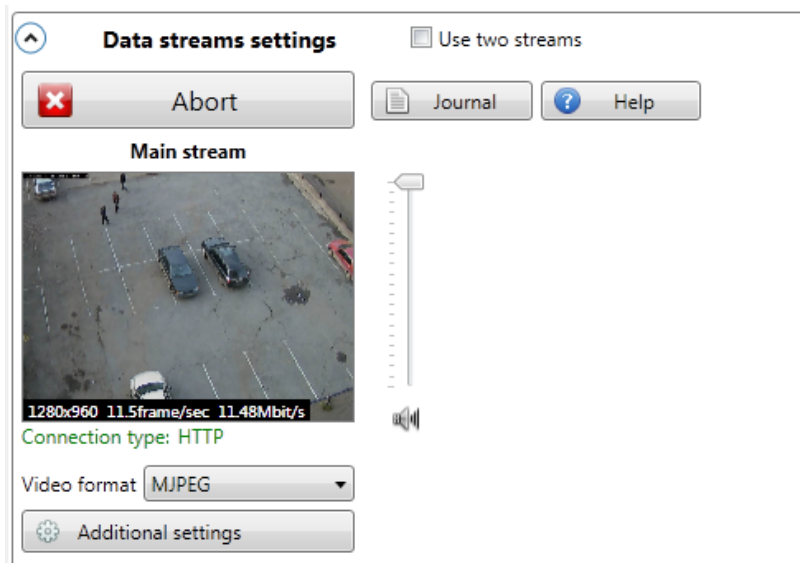 Data streams settings
Use two streams
Abort
Journal
Help
Main stream
1280x960 11.5frame/sec 11.48Mbit/s
Connection type: HTTP
Video format MJPEG
Additional settings